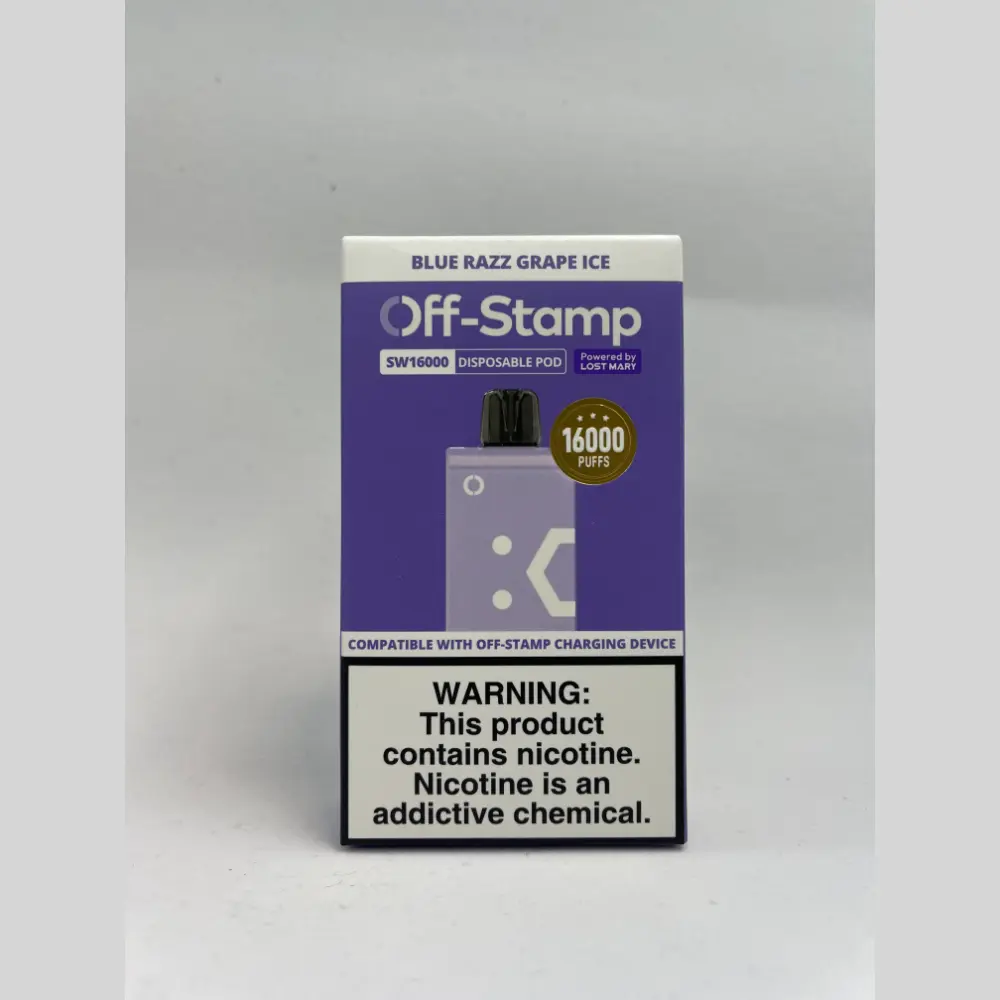 BLUE RAZZ GRAPE ICE
Off-Stamp
SW16000 DISPOSABLE POD
Powered by
LOST MARY
16000
PUFFS
COMPATIBLE WITH OFF-STAMP CHARGING DEVICE
WARNING:
This product
contains nicotine.
Nicotine is an
addictive chemical.